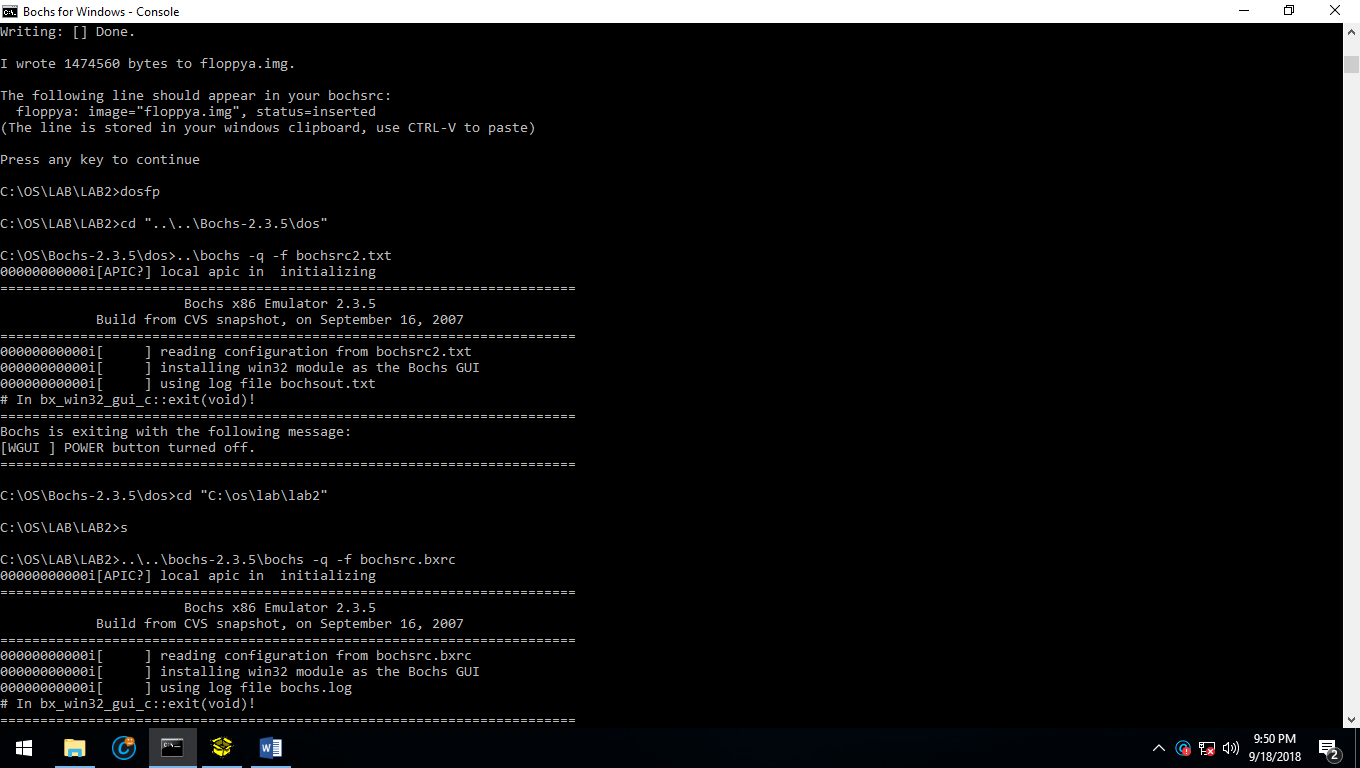 Bochs for Windows - Console
Writing: [] Done.
I wrote 1474560 bytes to floppya.img.
The following line should appear in your bochsrc:
  floppya: image="floppya.img", status=inserted
(The line is stored in your windows clipboard, use CTRL-V to paste)
Press any key to continue
C:\OS\LAB\LAB2>dosfp
C:\OS\LAB\LAB2>cd "..\..\Bochs-2.3.5\dos"
C:\OS\Bochs-2.3.5\dos>..\bochs -q -f bochsrc2.txt
00000000000i[APIC?] local apic in  initializing
========================================================================
                       Bochs x86 Emulator 2.3.5
            Build from CVS snapshot, on September 16, 2007
========================================================================
00000000000i[     ] reading configuration from bochsrc2.txt
00000000000i[     ] installing win32 module as the Bochs GUI
00000000000i[     ] using log file bochsout.txt
# In bx_win32_gui_c::exit(void)!
========================================================================
Bochs is exiting with the following message:
[WGUI ] POWER button turned off.
========================================================================
C:\OS\Bochs-2.3.5\dos>cd "C:\os\lab\lab2"
C:\OS\LAB\LAB2>s
C:\OS\LAB\LAB2>..\..\bochs-2.3.5\bochs -q -f bochsrc.bxrc
00000000000i[APIC?] local apic in  initializing
========================================================================
                       Bochs x86 Emulator 2.3.5
            Build from CVS snapshot, on September 16, 2007
========================================================================
00000000000i[     ] reading configuration from bochsrc.bxrc
00000000000i[     ] installing win32 module as the Bochs GUI
00000000000i[     ] using log file bochs.log
# In bx_win32_gui_c::exit(void)!
========================================================================
9:50 PM
9/18/2018
2